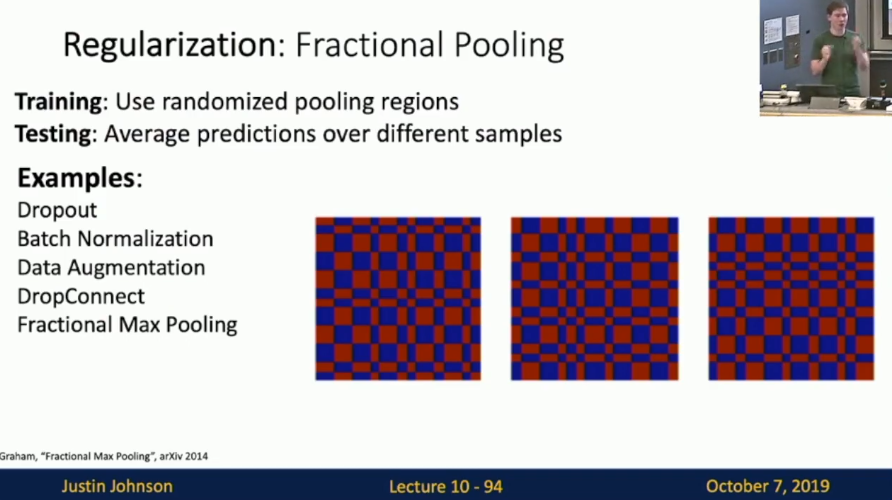 Regularization: Fractional Pooling
Training: Use randomized pooling regions
Testing: Average predictions over different samples
Examples:
Dropout
Batch Normalization
Data Augmentation
DropConnect
Fractional Max Pooling
Graham, "Fractional Max Pooling", arXiv 2014
Justin Johnson
Lecture 10 - 94
October 7, 2019